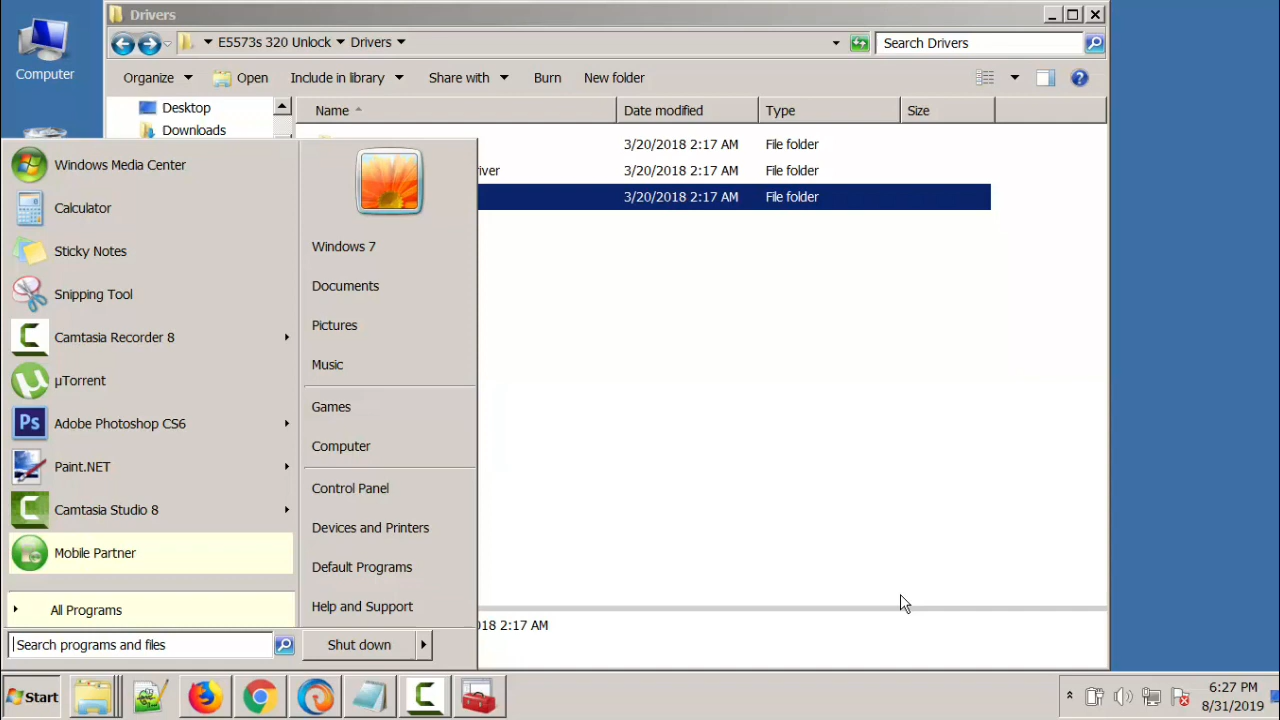 Computer
Drivers
E5573s 320 Unlock
Drivers
Search Drivers
Organize
Open
Include in library
Share with
Burn
New folder
Desktop
Downloads
Name
Date modified
Type
Size
3/20/2018 2:17 AM
File folder
3/20/2018 2:17 AM
File folder
3/20/2018 2:17 AM
File folder
Windows Media Center
Calculator
Sticky Notes
Snipping Tool
Camtasia Recorder 8
µTorrent
Ps
Adobe Photoshop CS6
Paint.NET
Camtasia Studio 8
Mobile Partner
All Programs
Search programs and files
Windows 7
Documents
Pictures
Music
Games
Computer
Control Panel
Devices and Printers
Default Programs
Help and Support
Shut down
2:17 AM
Start
6:27 PM
8/31/2019